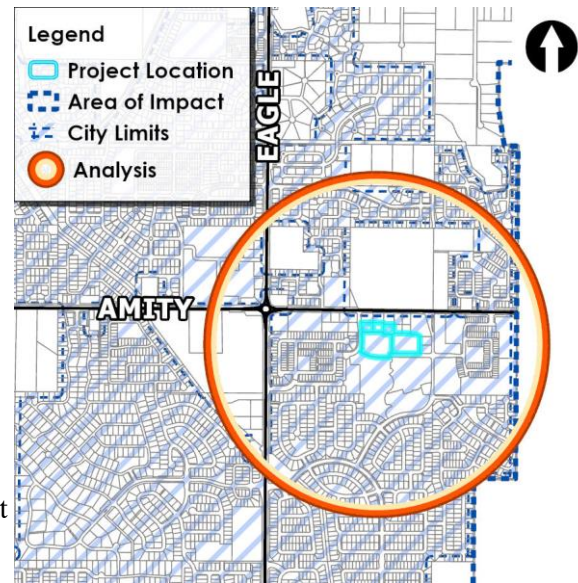 Legend
Project Location
Area of Impact
City Limits
Analysis
EAGLE
AMITY
t